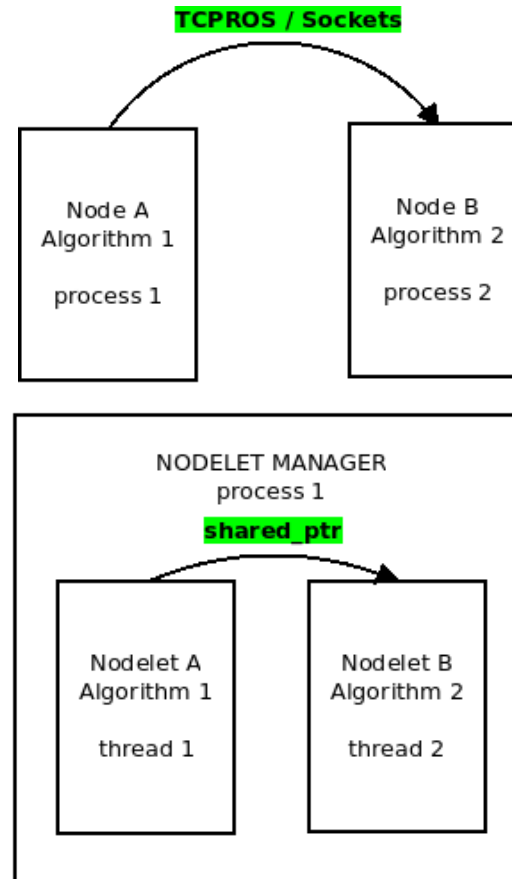 TCPROS / Sockets
Node A
Algorithm 1
process 1
Node B
Algorithm 2
process 2
NODELET MANAGER
process 1
shared_ptr
Nodelet A
Algorithm 1
thread 1
Nodelet B
Algorithm 2
thread 2